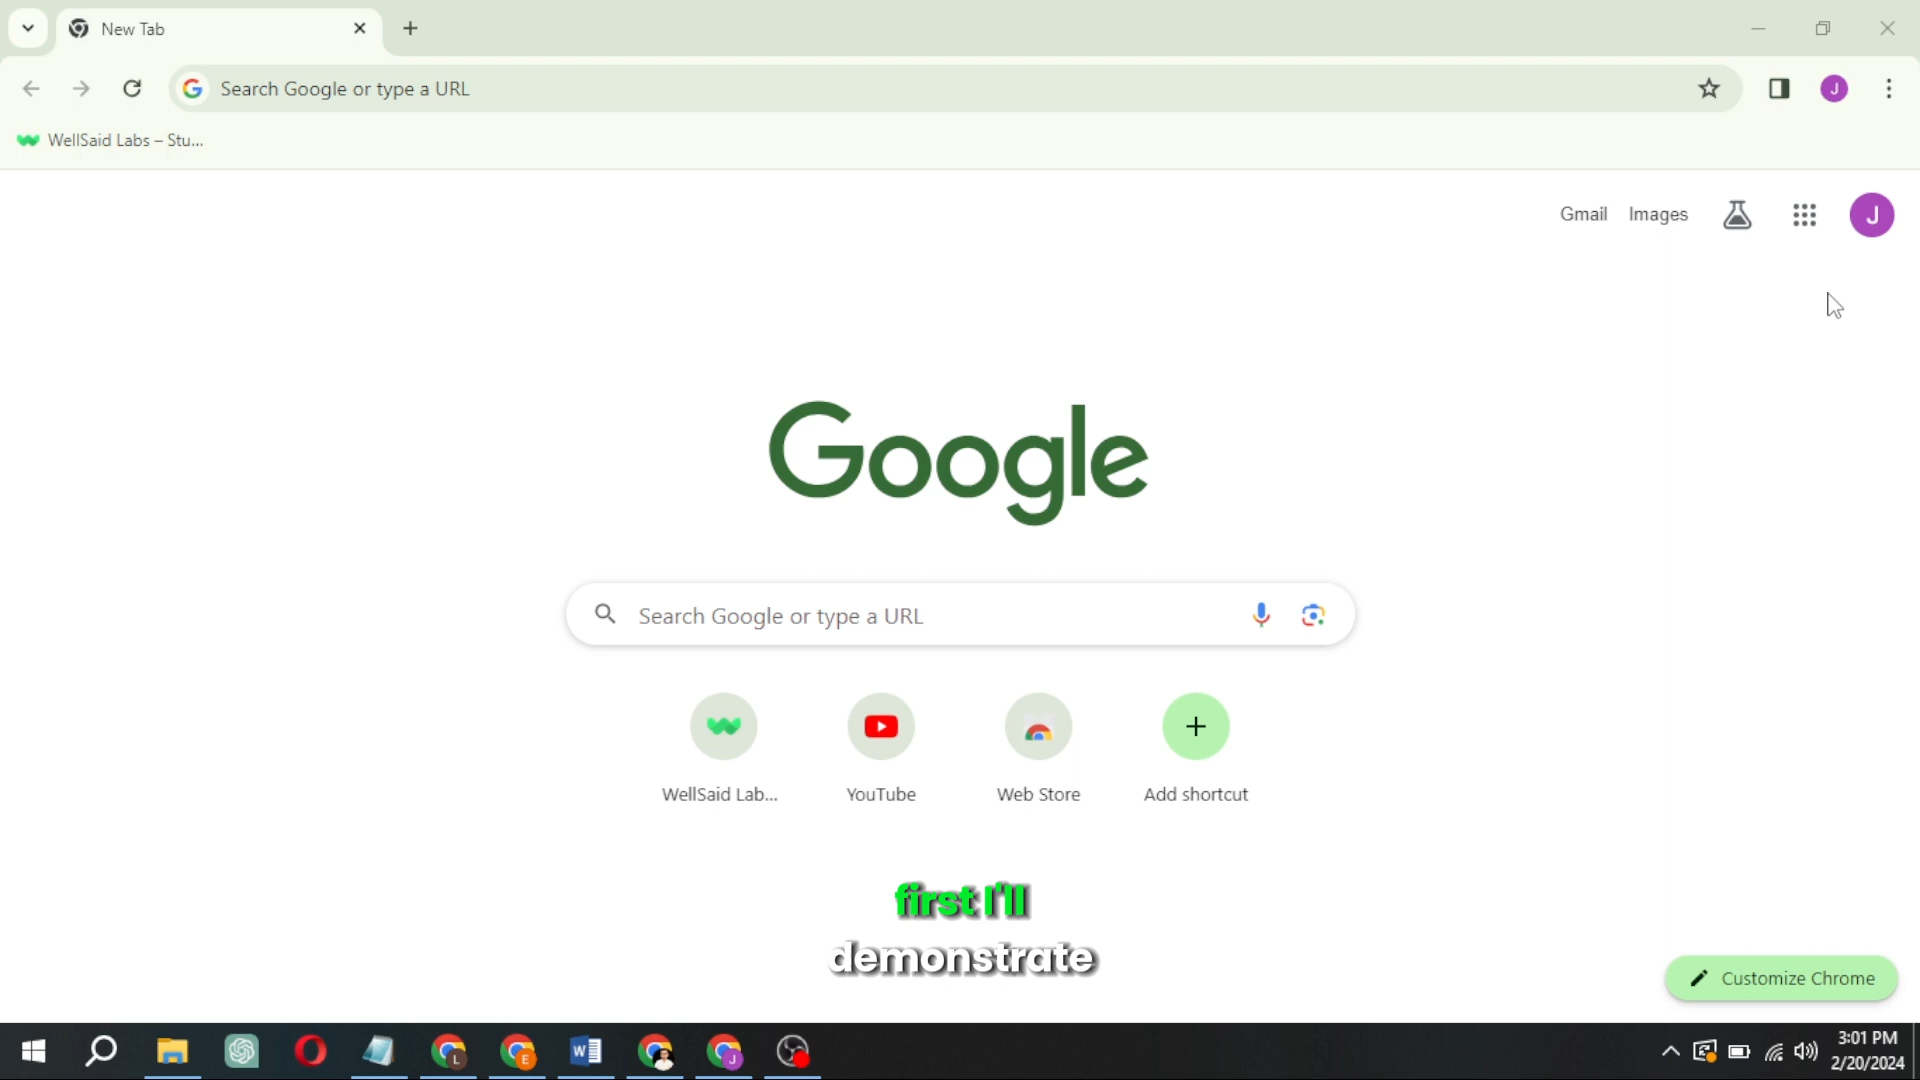 New Tab
Search Google or type a URL
J
WellSaid Labs – Stu...
Gmail Images
J
Google
Search Google or type a URL
WellSaid Lab... YouTube Web Store Add shortcut
first I'll
demonstrate
Customize Chrome
L E W J
3:01 PM
2/20/2024